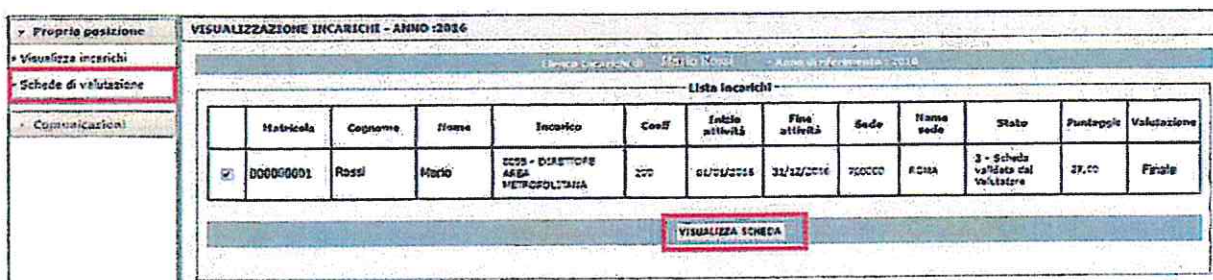 Propria posizione
Visualizza incarichi
Schede di valutazione
Comunicazioni
VISUALIZZAZIONE INCARICHI - ANNO :2016
Elenco incarichi di Mario Rossi - Anno di riferimento : 2016
Lista incarichi
Matricola Cognome Nome Incarico Coeff Inizio attività Fine attività Sede Nome sede Stato Punteggio Valutazione
000000001 Rossi Mario DIRETTORE AREA METROPOLITANA 200 01/01/2016 31/12/2016 ROMA 3 - Scheda validata dal Valutatore Finale
VISUALIZZA SCHEDA